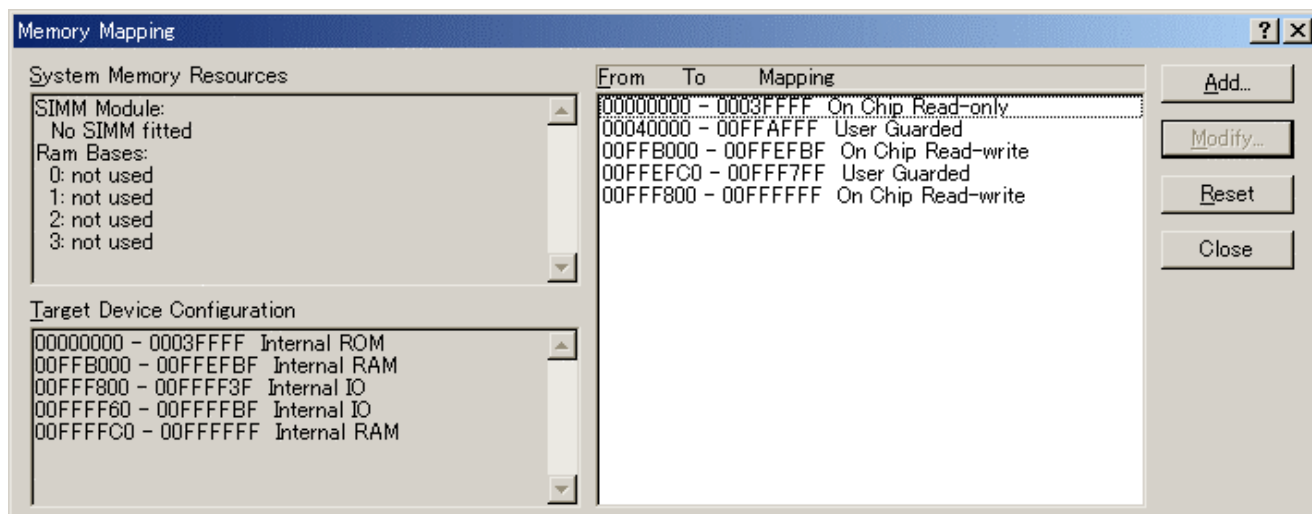 Memory Mapping
System Memory Resources
SIMM Module:
No SIMM fitted
Ram Bases:
0: not used
1: not used
2: not used
3: not used
Target Device Configuration
00000000 - 0003FFFF Internal ROM
00FFB000 - 00FFEFBF Internal RAM
00FFF800 - 00FFFF3F Internal IO
00FFFF60 - 00FFFFBF Internal IO
00FFFFC0 - 00FFFFFF Internal RAM
From To Mapping
00000000 - 0003FFFF On Chip Read-only
00040000 - 00FFAFFF User Guarded
00FFB000 - 00FFEFBF On Chip Read-write
00FFEFC0 - 00FFF7FF User Guarded
00FFF800 - 00FFFFFF On Chip Read-write
Add...
Modify...
Reset
Close